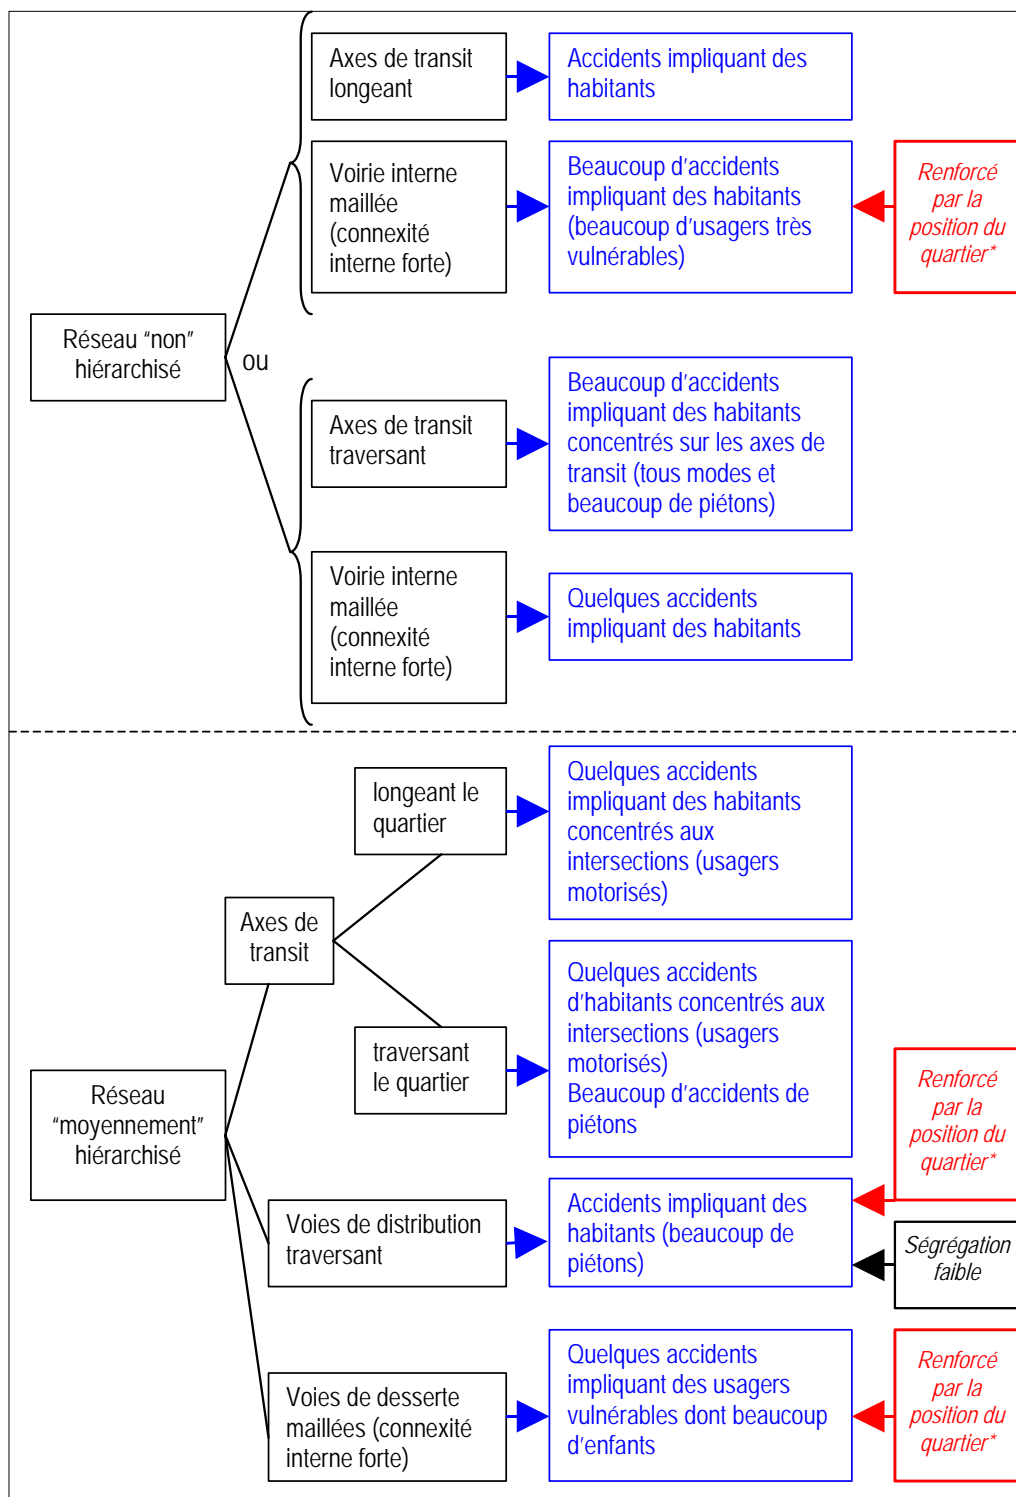 Axes de transit
longeant
Accidents impliquant des
habitants
Voirie interne
maillée
(connexité
interne forte)
Beaucoup d'accidents
impliquant des habitants
(beaucoup d'usagers très
vulnérables)
Renforcé
par la
position du
quartier*
Réseau “non”
hiérarchisé
ou
Axes de transit
traversant
Beaucoup d'accidents
impliquant des habitants
concentrés sur les axes de
transit (tous modes et
beaucoup de piétons)
Voirie interne
maillée
(connexité
interne forte)
Quelques accidents
impliquant des habitants
longeant le
quartier
Quelques accidents
impliquant des habitants
concentrés aux
intersections (usagers
motorisés)
Axes de
transit
traversant
le quartier
Quelques accidents
d'habitants concentrés aux
intersections (usagers
motorisés)
Beaucoup d'accidents de
piétons
Réseau
“moyennement”
hiérarchisé
Renforcé
par la
position du
quartier*
Voies de distribution
traversant
Accidents impliquant des
habitants (beaucoup de
piétons)
Ségrégation
faible
Voies de desserte
maillées (connexité
interne forte)
Quelques accidents
impliquant des usagers
vulnérables dont beaucoup
d'enfants
Renforcé
par la
position du
quartier*